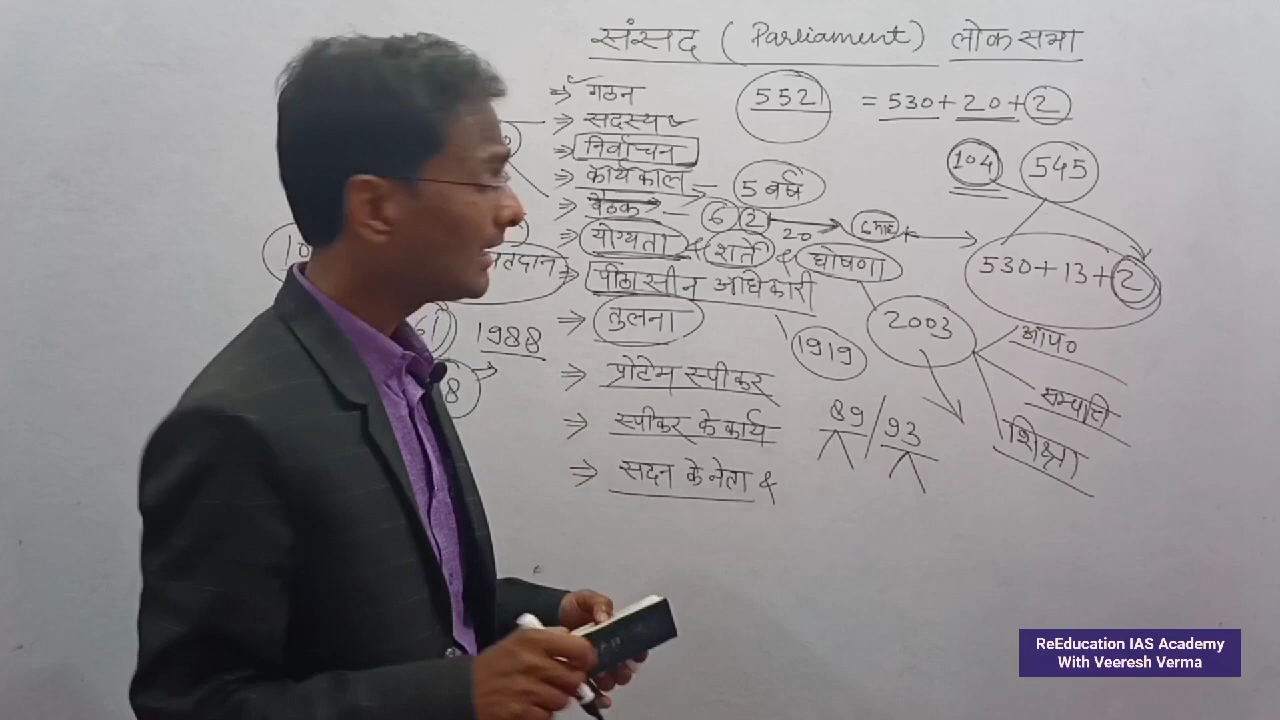 संसद (Parliament) लोकसभा
⇒ गठन 552 = 530+20+2
⇒ सदस्य
⇒ निर्वाचन 104 545
⇒ कार्यकाल - 5 वर्ष
⇒ बैठक - 6 2 20 6 माह
⇒ योग्यता & शर्ते & घोषणा 530+13+2
⇒ पीठासीन अधिकारी
⇒ तुलना 1919 2003
1988
⇒ प्रोटेम स्पीकर
⇒ स्पीकर के कार्य 89/93
⇒ सदन के नेता &
सम्पत्ति
शिक्षा
ReEducation IAS Academy
With Veeresh Verma